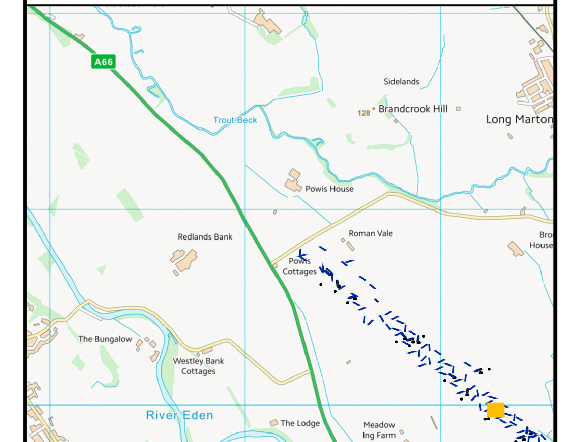 A66
Sidelands
128
Brandcrook Hill
Long Marton
Trout Beck
Powis House
Roman Vale
Redlands Bank
Powis
Cottages
House
The Bungalow
Westley Bank
Cottages
River Eden
The Lodge
Meadow
Ing Farm